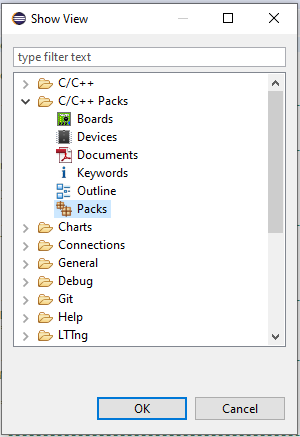 Show View
type filter text
C/C++
C/C++ Packs
Boards
Devices
Documents
Keywords
Outline
Packs
Charts
Connections
General
Debug
Git
Help
LTTng
OK
Cancel